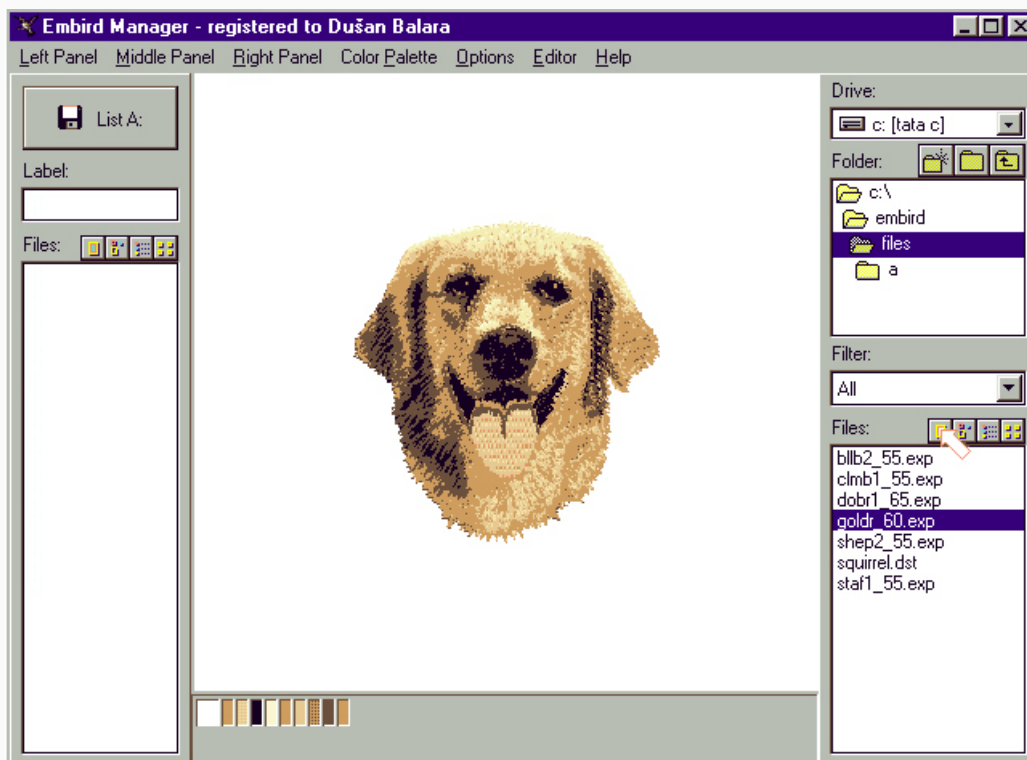 Embird Manager - registered to Dušan Balara
Left Panel Middle Panel Right Panel Color Palette Options Editor Help
List A:
Label:
Files:
Drive:
c: [tata c]
Folder:
c:\
embird
files
a
Filter:
All
Files:
bllb2_55.exp
clmb1_55.exp
dobr1_65.exp
goldr_60.exp
shep2_55.exp
squirrel.dst
staf1_55.exp